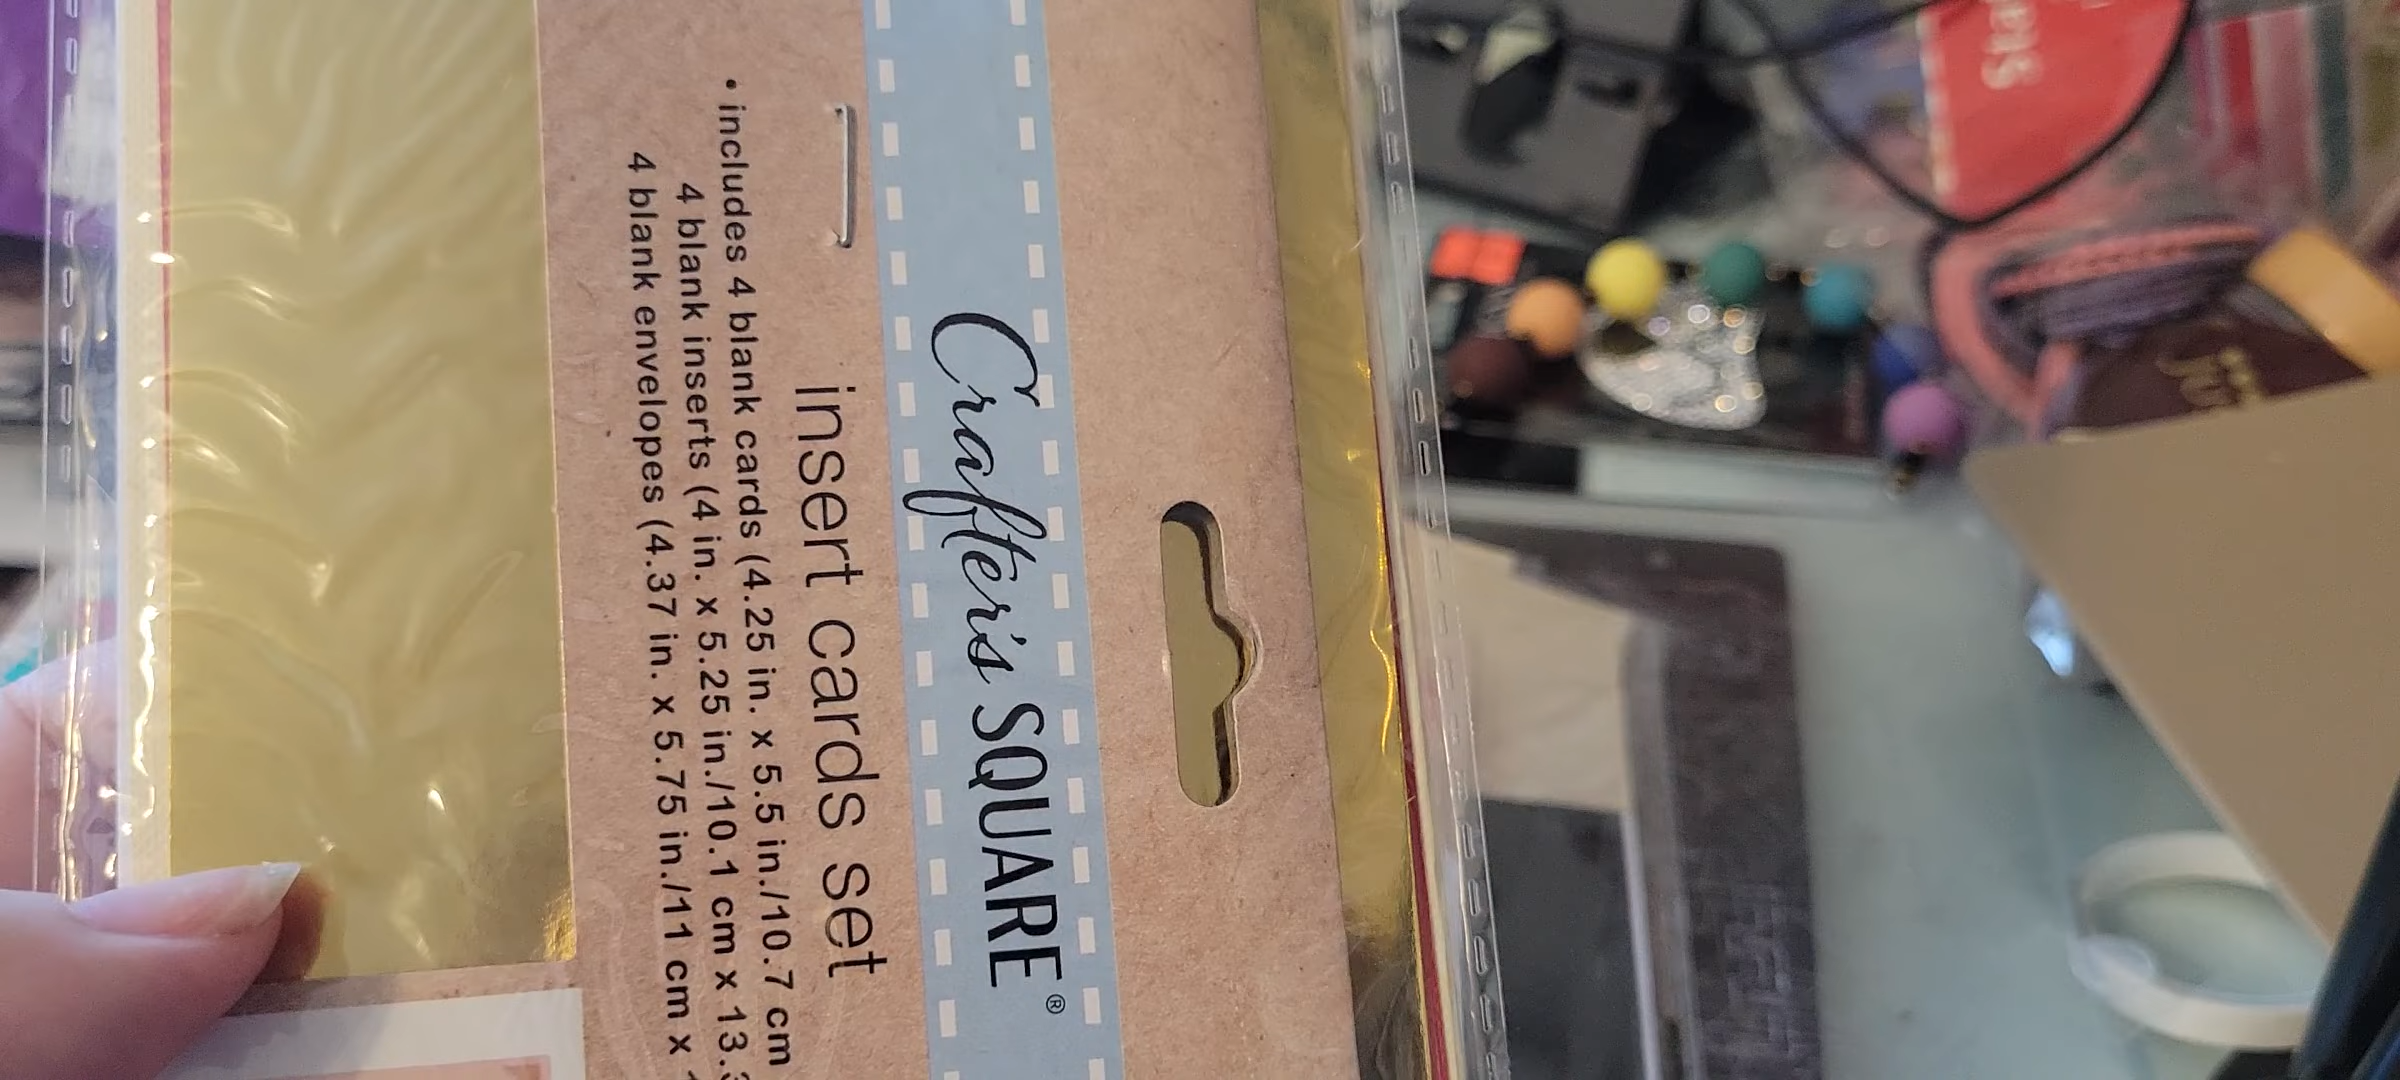 Crafter's SQUARE®
insert cards set
• includes 4 blank cards (4.25 in. x 5.5 in./10.7 cm
4 blank inserts (4 in. x 5.25 in./10.1 cm x 13.
4 blank envelopes (4.37 in. x 5.75 in./11 cm x